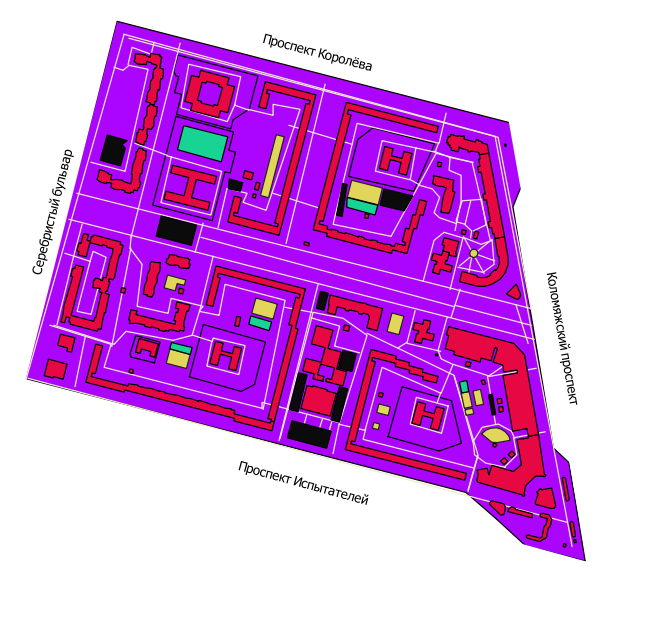 Проспект Королёва
Серебристый бульвар
Коломяжский проспект
Проспект Испытателей